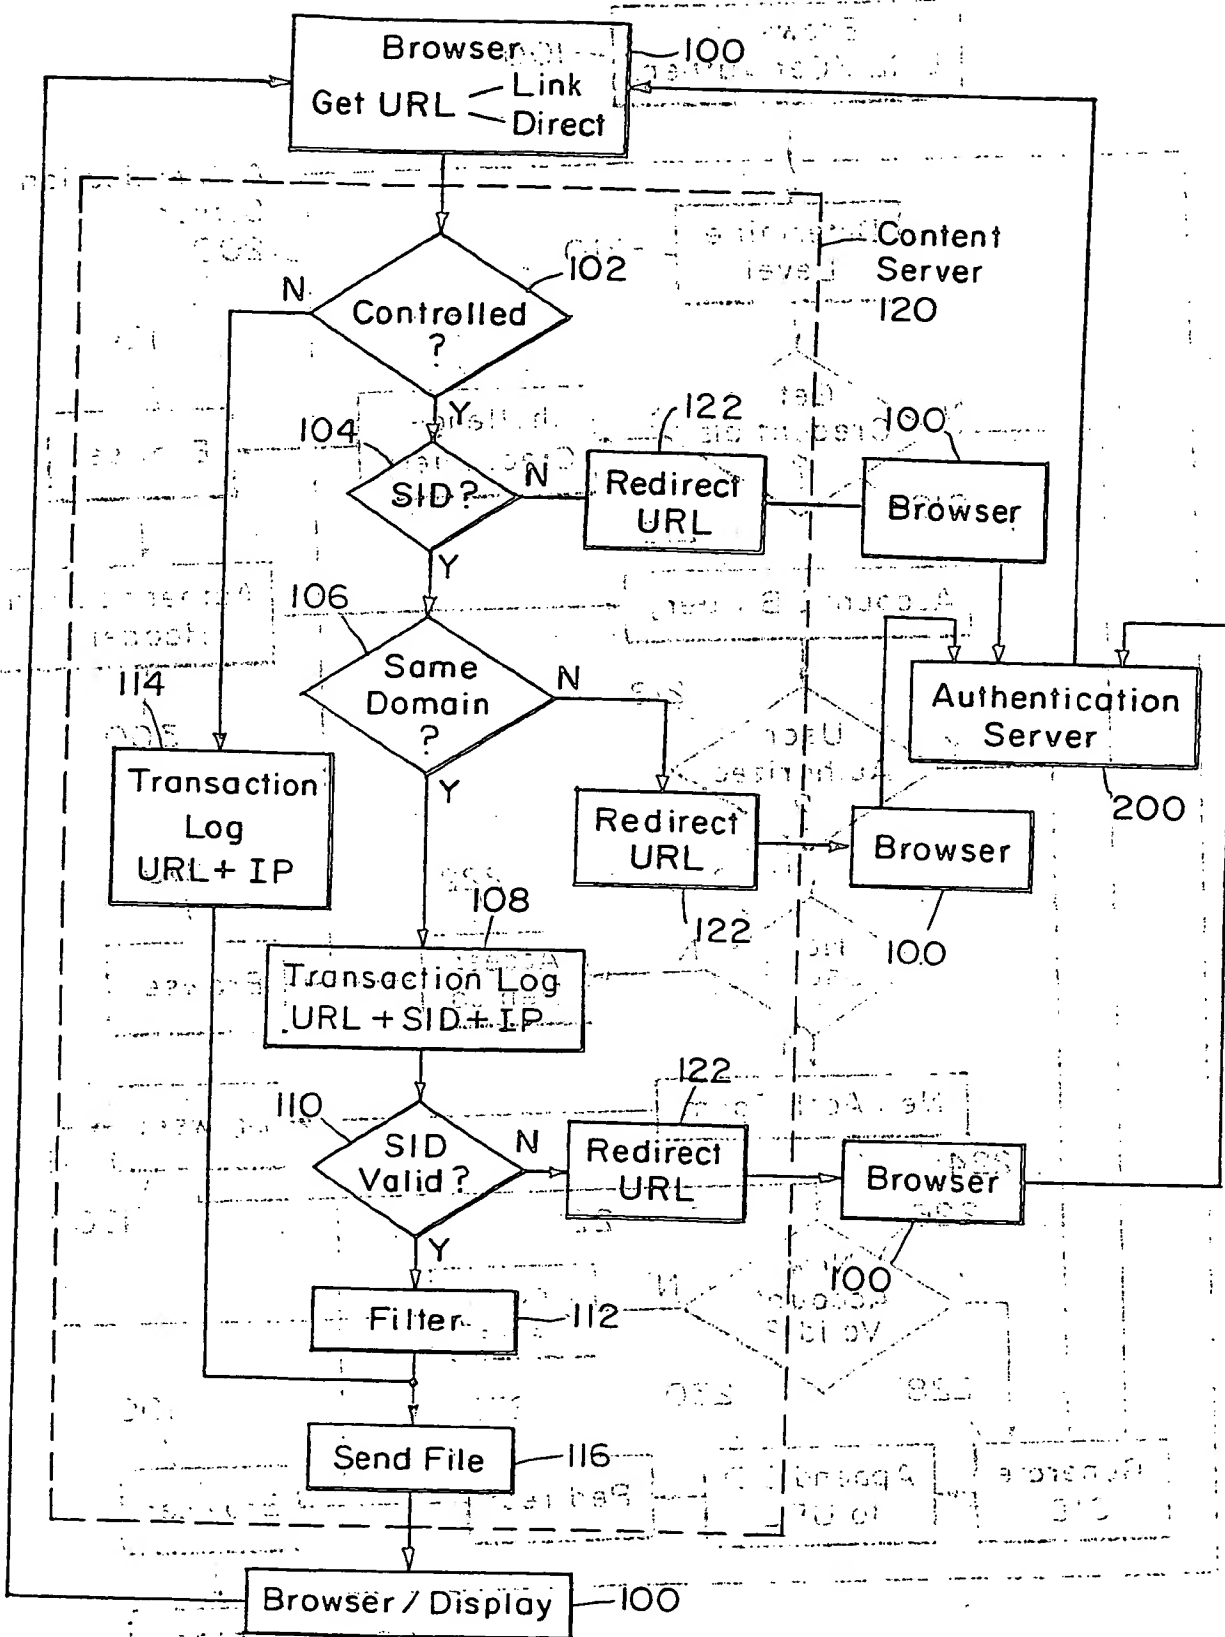 Browser
100
Get URL
Link
Direct
Content
Server
120
102
N
Controlled
?
Y
104
SID?
N
122
Redirect
URL
100
Browser
Y
106
Same
Domain
?
N
Y
Authentication
Server
200
114
Transaction
Log
URL + IP
Redirect
URL
122
Browser
100
108
Transaction Log
URL + SID + IP
110
SID
Valid?
N
122
Redirect
URL
Browser
100
Y
Filter
112
Send File
116
Browser / Display
100